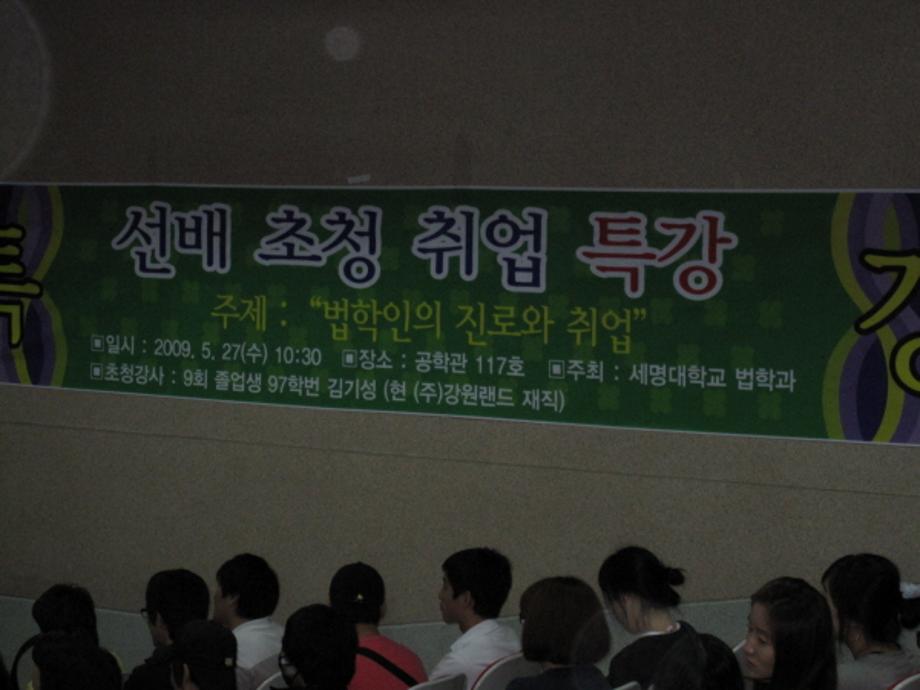 특 선배 초청 취업 특강 강
주제 : “법학인의 진로와 취업”
▣일시 : 2009. 5. 27(수) 10:30 ▣장소 : 공학관 117호 ▣주최 : 세명대학교 법학과
▣초청강사 : 9회 졸업생 97학번 김기성 (현 (주)강원랜드 재직)